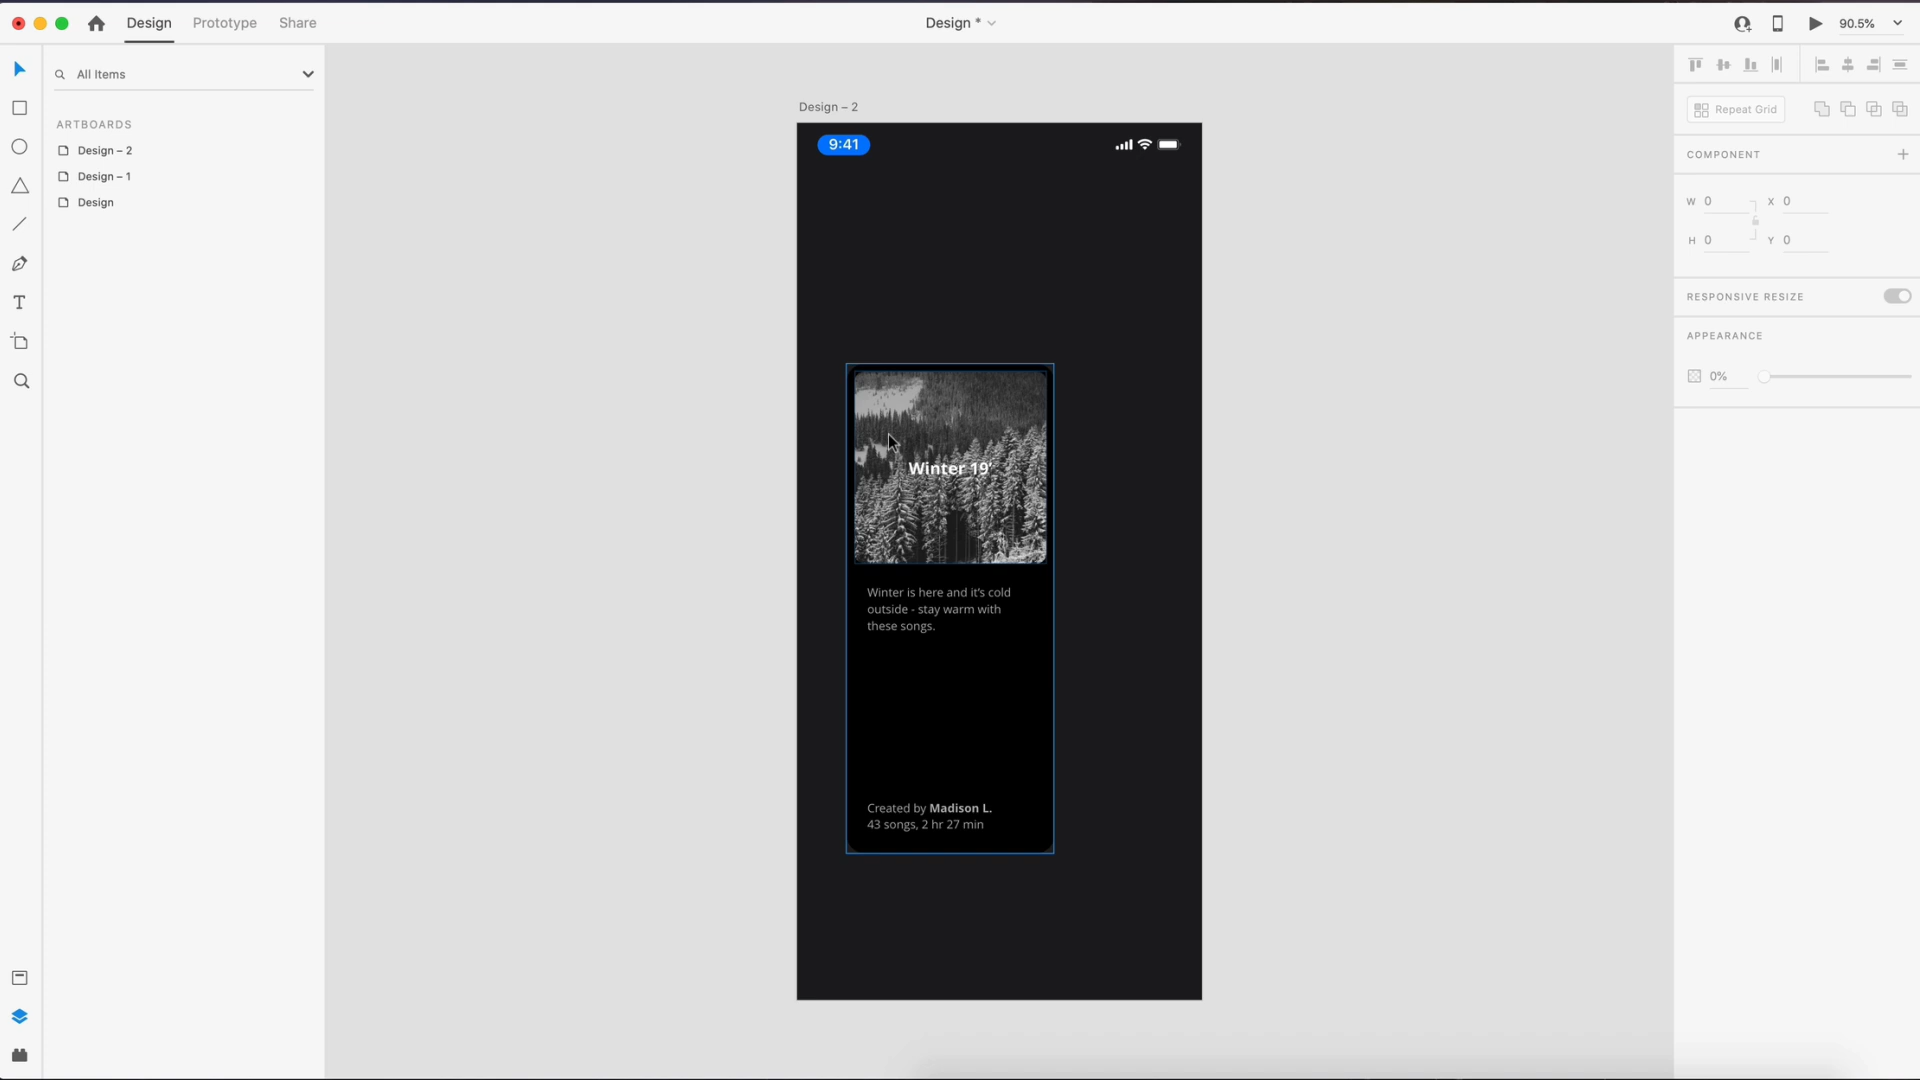 Design
Prototype
Share
Design *
90.5%
All Items
ARTBOARDS
Design – 2
Design – 1
Design
Design – 2
9:41
Winter 19’
Winter is here and it’s cold
outside - stay warm with
these songs.
Created by Madison L.
43 songs, 2 hr 27 min
Repeat Grid
COMPONENT
W 0
X 0
H 0
Y 0
RESPONSIVE RESIZE
APPEARANCE
0%